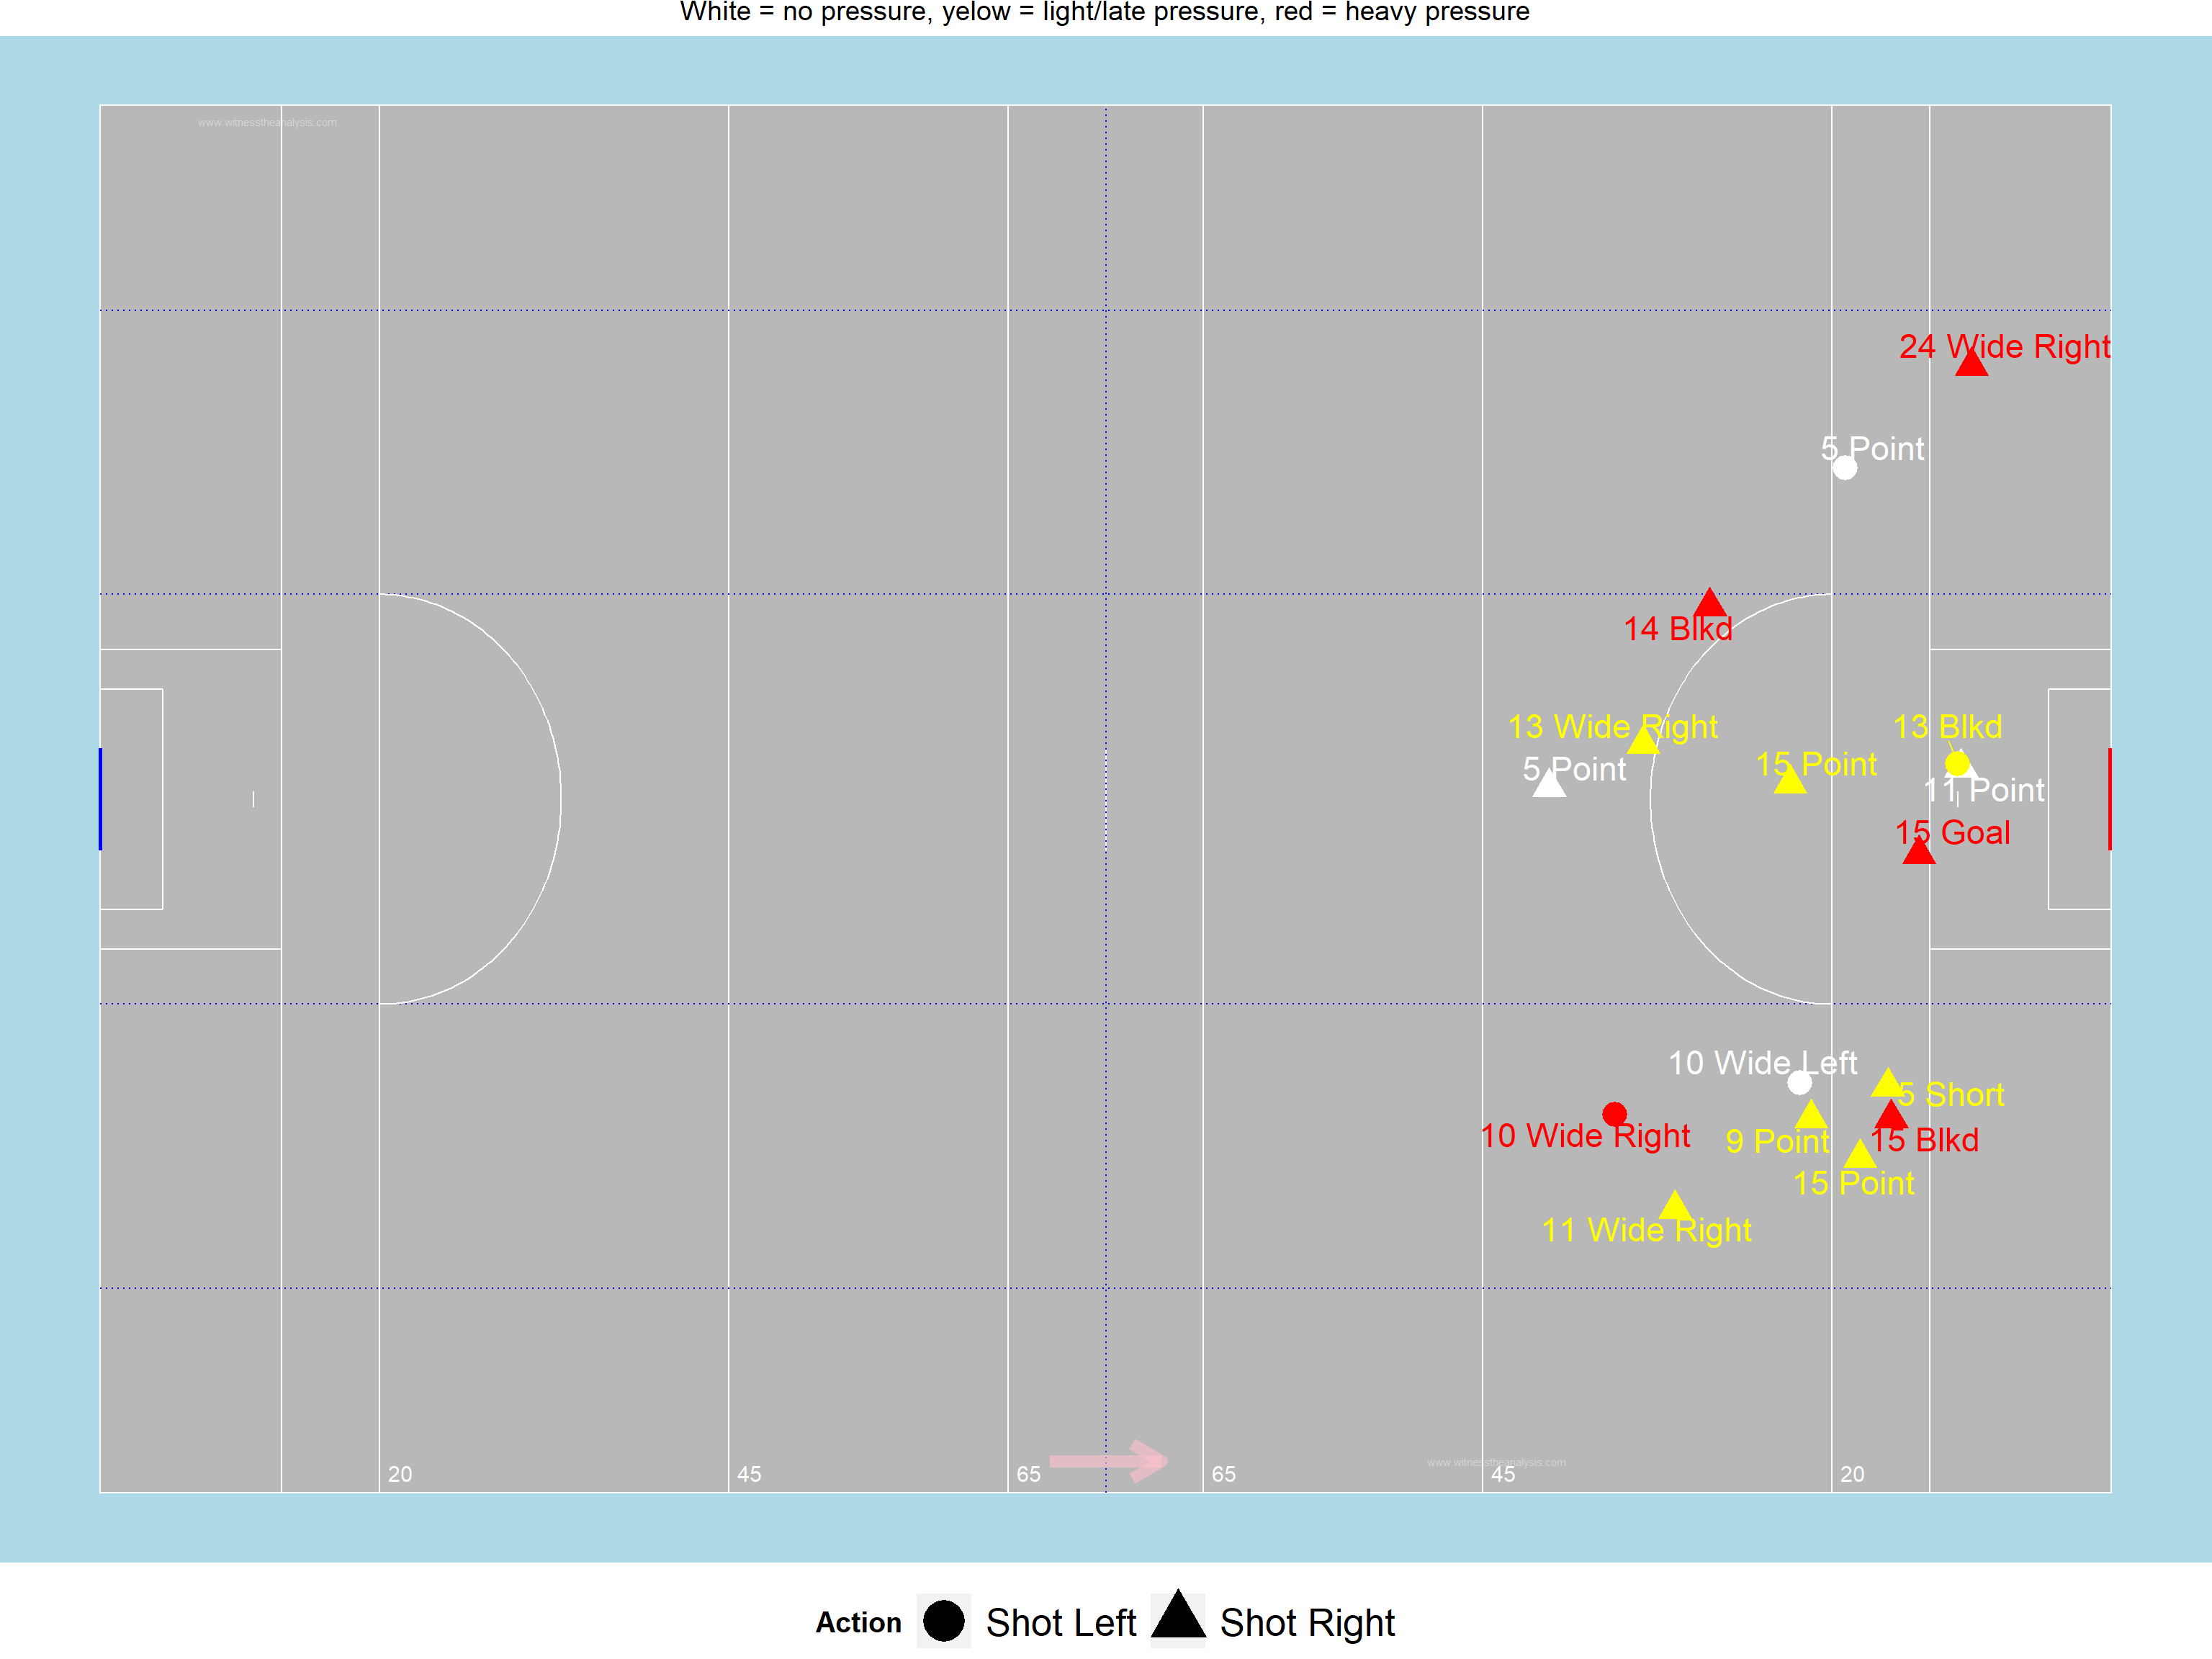 White = no pressure, yelow = light/late pressure, red = heavy pressure
www.witnesstheanalysis.com
24 Wide Right
5 Point
14 Blkd
13 Wide Right
13 Blkd
5 Point
15 Point
11 Point
15 Goal
10 Wide Left
5 Short
10 Wide Right
9 Point
15 Blkd
15 Point
11 Wide Right
www.witnesstheanalysis.com
20
45
65
65
45
20
Action
Shot Left
Shot Right